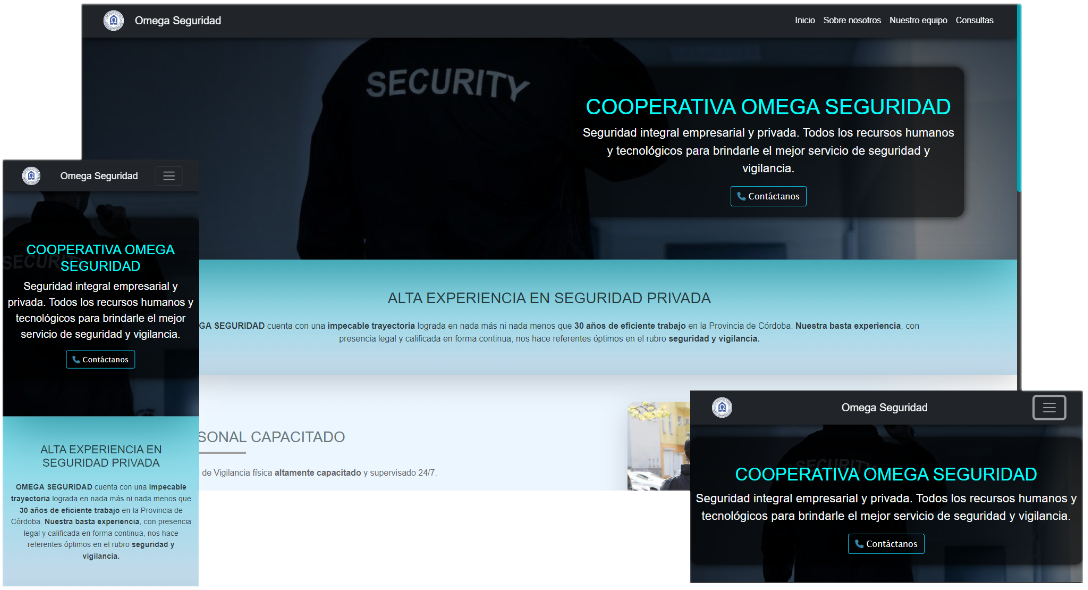 Omega Seguridad
Inicio Sobre nosotros Nuestro equipo Consultas
SECURITY
COOPERATIVA OMEGA SEGURIDAD
Seguridad integral empresarial y privada. Todos los recursos humanos
y tecnológicos para brindarle el mejor servicio de seguridad y
vigilancia.
Contáctanos
ALTA EXPERIENCIA EN SEGURIDAD PRIVADA
GA SEGURIDAD cuenta con una impecable trayectoria lograda en nada más ni nada menos que 30 años de eficiente trabajo en la Provincia de Córdoba. Nuestra basta experiencia, con
presencia legal y calificada en forma continua, nos hace referentes óptimos en el rubro seguridad y vigilancia.
SONAL CAPACITADO
de Vigilancia física altamente capacitado y supervisado 24/7.
Omega Seguridad
SECURI
COOPERATIVA OMEGA
SEGURIDAD
Seguridad integral empresarial y
privada. Todos los recursos humanos y
tecnológicos para brindarle el mejor
servicio de seguridad y vigilancia.
Contáctanos
ALTA EXPERIENCIA EN
SEGURIDAD PRIVADA
OMEGA SEGURIDAD cuenta con una impecable
trayectoria lograda en nada más ni nada menos que
30 años de eficiente trabajo en la Provincia de
Córdoba. Nuestra basta experiencia, con presencia
legal y calificada en forma continua, nos hace
referentes óptimos en el rubro seguridad y
vigilancia.
Omega Seguridad
SECURITY
COOPERATIVA OMEGA SEGURIDAD
Seguridad integral empresarial y privada. Todos los recursos humanos y
tecnológicos para brindarle el mejor servicio de seguridad y vigilancia.
Contáctanos